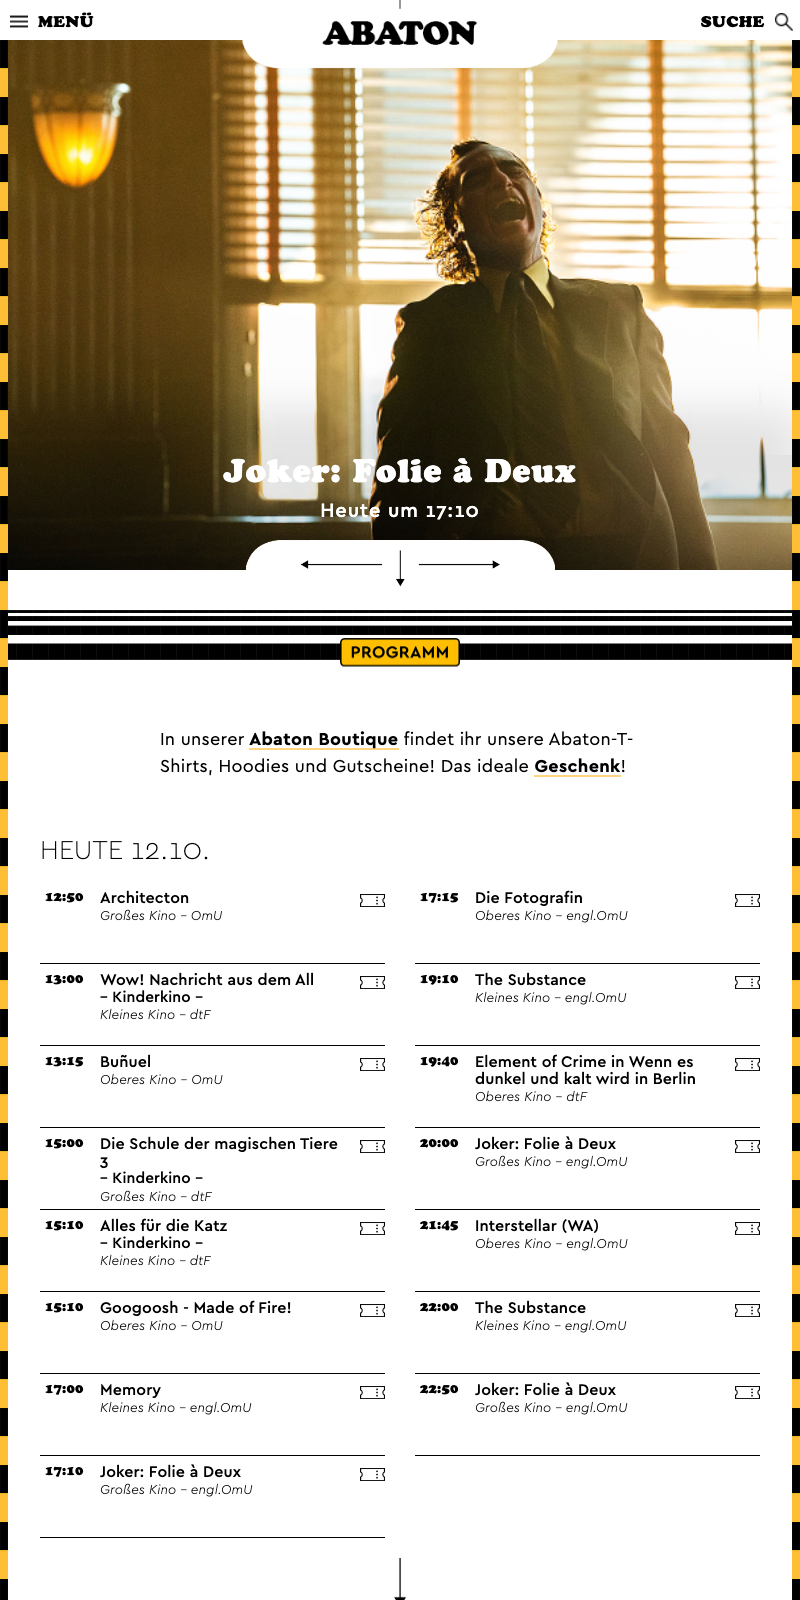 MENÜ
ABATON
SUCHE
Joker: Folie à Deux
Heute um 17:10
PROGRAMM
In unserer Abaton Boutique findet ihr unsere Abaton-T-
Shirts, Hoodies und Gutscheine! Das ideale Geschenk!
HEUTE 12.10.
12:50 Architecton
Großes Kino – OmU
13:00 Wow! Nachricht aus dem All
– Kinderkino –
Kleines Kino – dtF
13:15 Buñuel
Oberes Kino – OmU
15:00 Die Schule der magischen Tiere
3
– Kinderkino –
Großes Kino – dtF
15:10 Alles für die Katz
– Kinderkino –
Kleines Kino – dtF
15:10 Googoosh - Made of Fire!
Oberes Kino – OmU
17:00 Memory
Kleines Kino – engl.OmU
17:10 Joker: Folie à Deux
Großes Kino – engl.OmU
17:15 Die Fotografin
Oberes Kino – engl.OmU
19:10 The Substance
Kleines Kino – engl.OmU
19:40 Element of Crime in Wenn es
dunkel und kalt wird in Berlin
Oberes Kino – dtF
20:00 Joker: Folie à Deux
Großes Kino – engl.OmU
21:45 Interstellar (WA)
Oberes Kino – engl.OmU
22:00 The Substance
Kleines Kino – engl.OmU
22:50 Joker: Folie à Deux
Großes Kino – engl.OmU